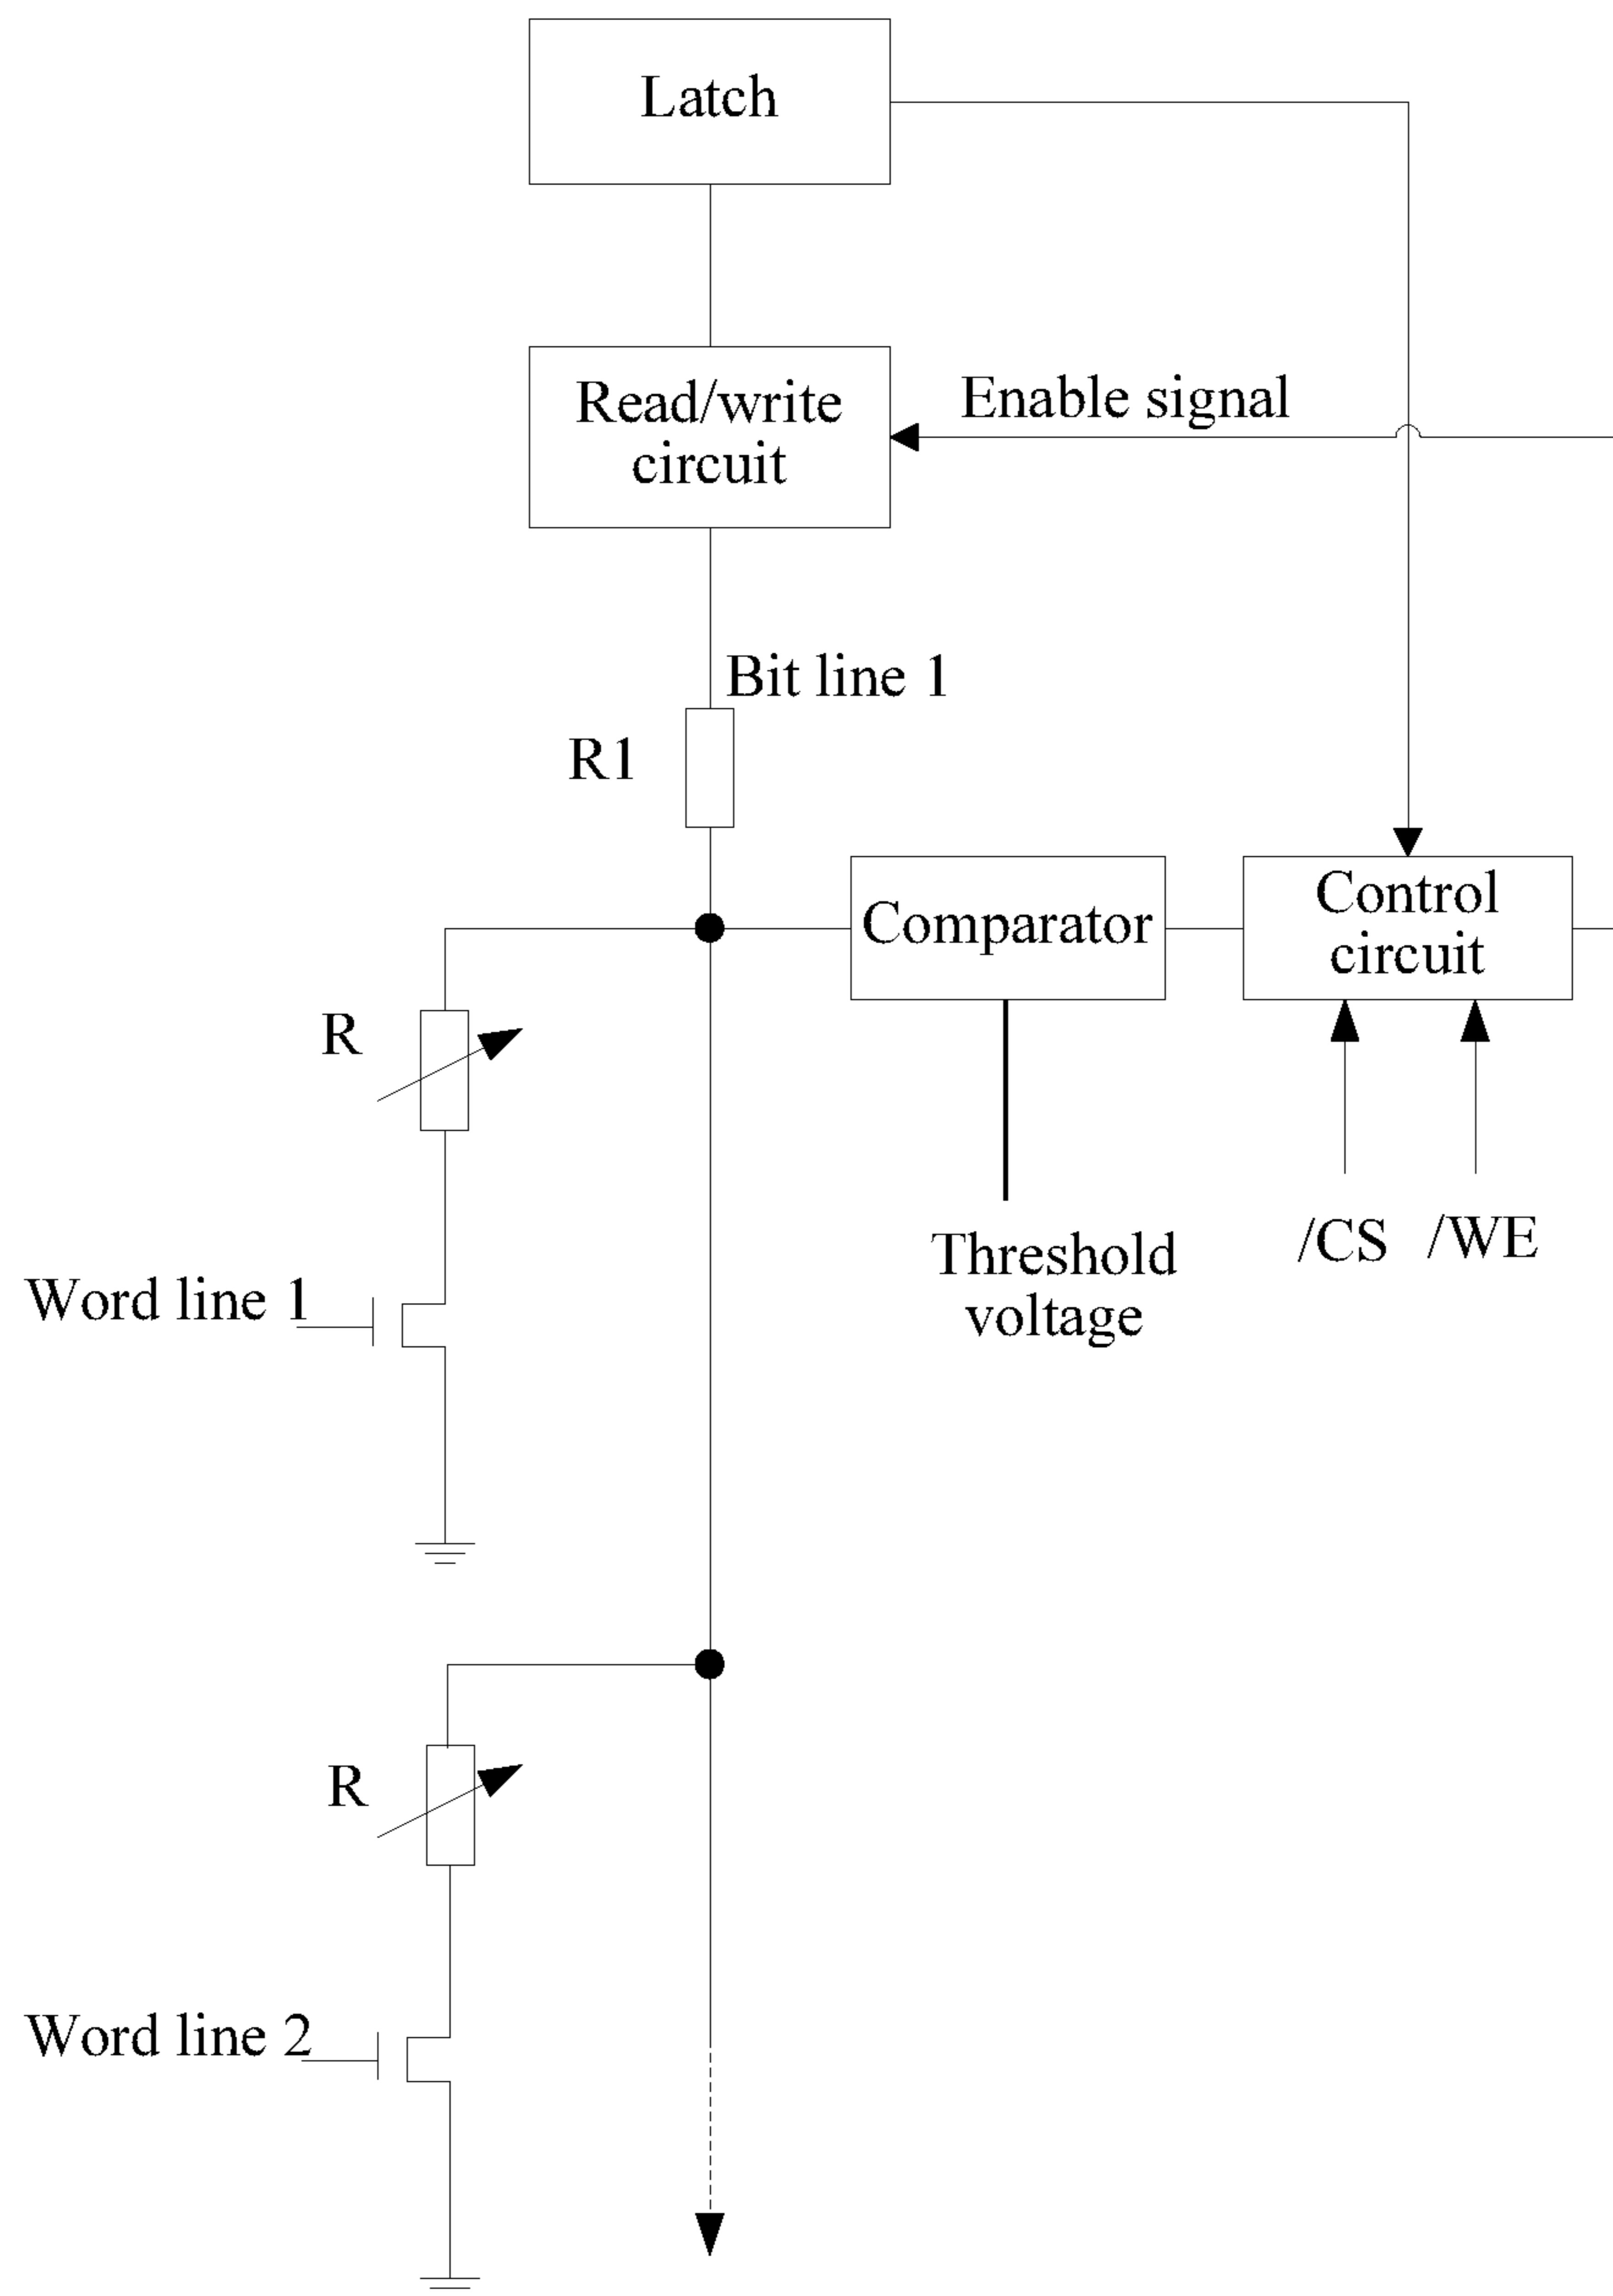 Latch
Read/write
circuit
Enable signal
Bit line 1
R1
Comparator
Control
circuit
R
Threshold
voltage
/CS
/WE
Word line 1
R
Word line 2